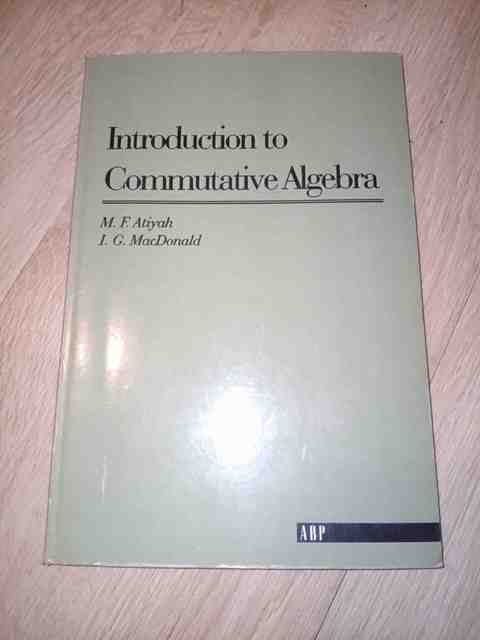 Introduction to
Commutative Algebra
M. F. Atiyah
I. G. MacDonald
ABP